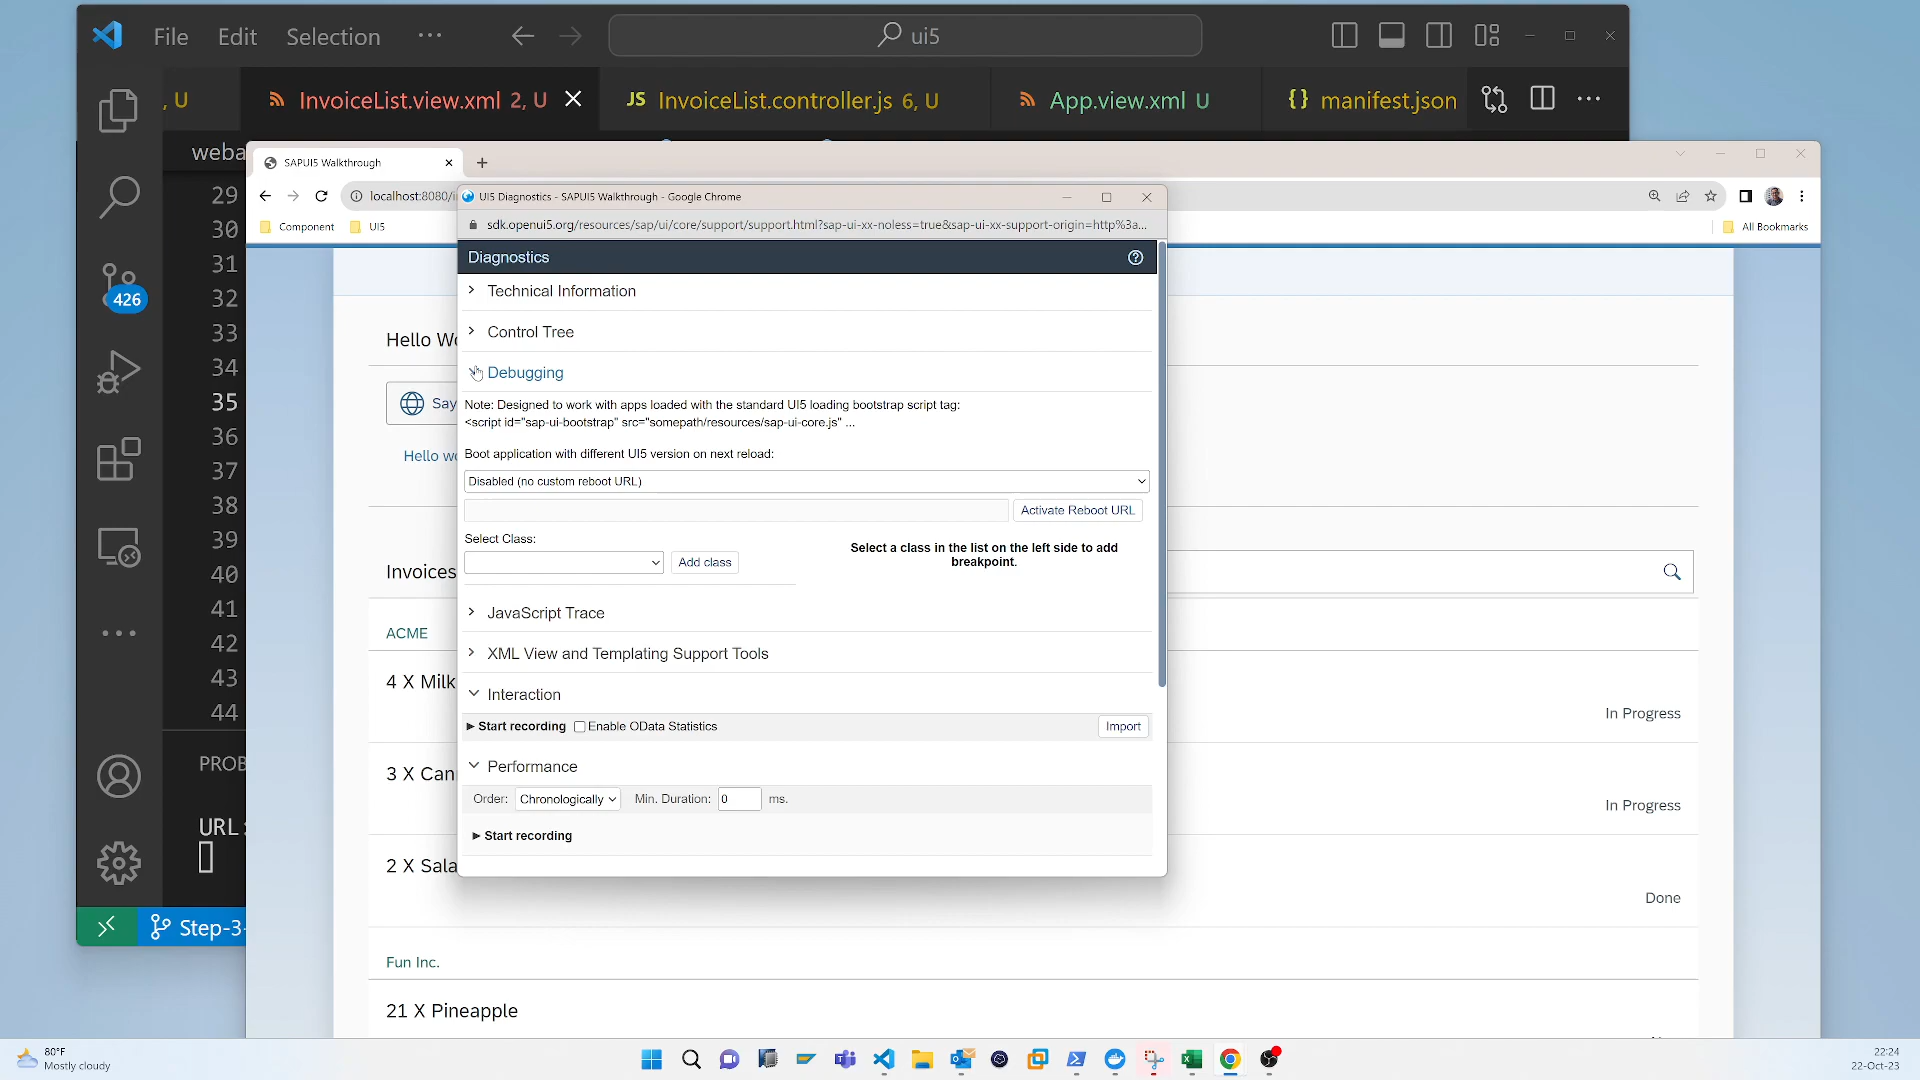 File Edit Selection ··· ui5
, U InvoiceList.view.xml 2, U InvoiceList.controller.js 6, U App.view.xml U {} manifest.json ···
JS
weba
29
30
31
32
33
34
35
36
37
38
39
40
41
42
43
44
426
PROB
URL:
Step-3-
SAPUI5 Walkthrough
localhost:8080/i
Component UI5 All Bookmarks
UI5 Diagnostics - SAPUI5 Walkthrough - Google Chrome
sdk.openui5.org/resources/sap/ui/core/support/support.html?sap-ui-xx-noless=true&sap-ui-xx-support-origin=http%3a...
Diagnostics
Technical Information
Control Tree
Debugging
Note: Designed to work with apps loaded with the standard UI5 loading bootstrap script tag:
<script id="sap-ui-bootstrap" src="somepath/resources/sap-ui-core.js" ...
Boot application with different UI5 version on next reload:
Disabled (no custom reboot URL)
Activate Reboot URL
Select Class:
Add class
Select a class in the list on the left side to add
breakpoint.
JavaScript Trace
XML View and Templating Support Tools
Interaction
Start recording Enable OData Statistics Import
Performance
Order: Chronologically Min. Duration: 0 ms.
Start recording
Hello Wo
Say
Hello wo
Invoices
ACME
4 X Milk
In Progress
3 X Can
In Progress
2 X Sala
Done
Fun Inc.
21 X Pineapple
80°F
Mostly cloudy
22:24
22-Oct-23